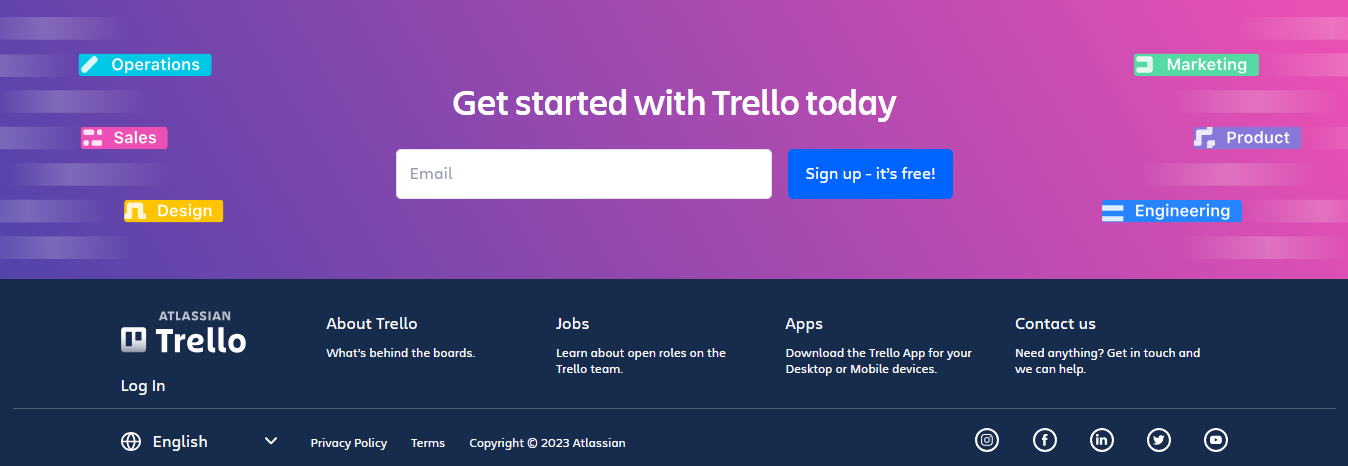 Operations
Marketing
Get started with Trello today
Sales
Product
Email
Sign up - it's free!
Design
Engineering
ATLASSIAN
Trello
Log In
About Trello
What's behind the boards.
Jobs
Learn about open roles on the
Trello team.
Apps
Download the Trello App for your
Desktop or Mobile devices.
Contact us
Need anything? Get in touch and
we can help.
English
Privacy Policy
Terms
Copyright © 2023 Atlassian